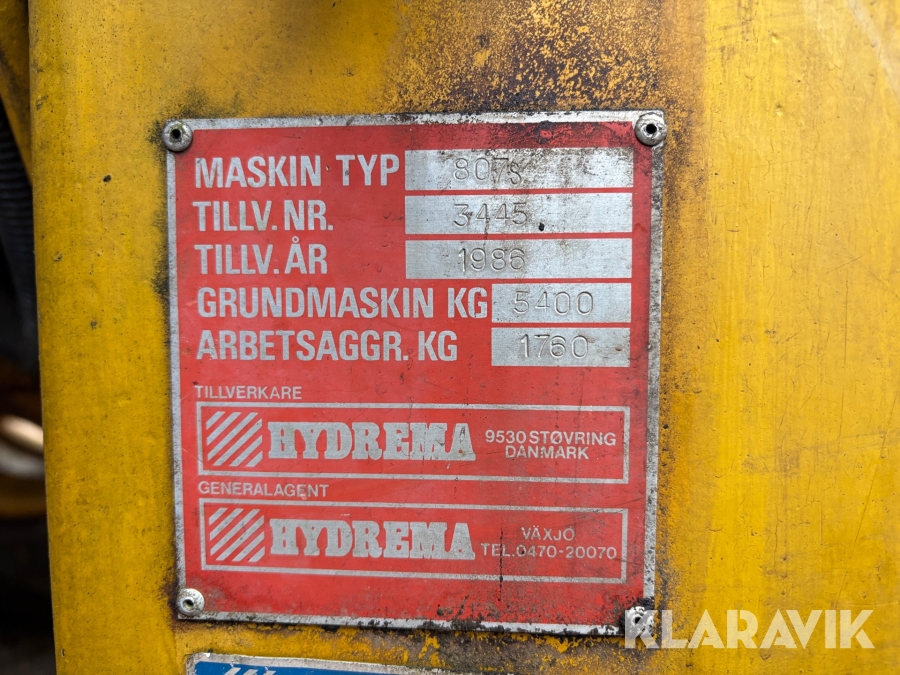 MASKIN TYP 807s
TILLV. NR. 3445
TILLV. ÅR 1986
GRUNDMASKIN KG 5400
ARBETSAGGR. KG 1760
TILLVERKARE
HYDREMA 9530 STØVRING
DANMARK
GENERALAGENT
HYDREMA VÄXJÖ
TEL. 0470-20070
KLARAVIK